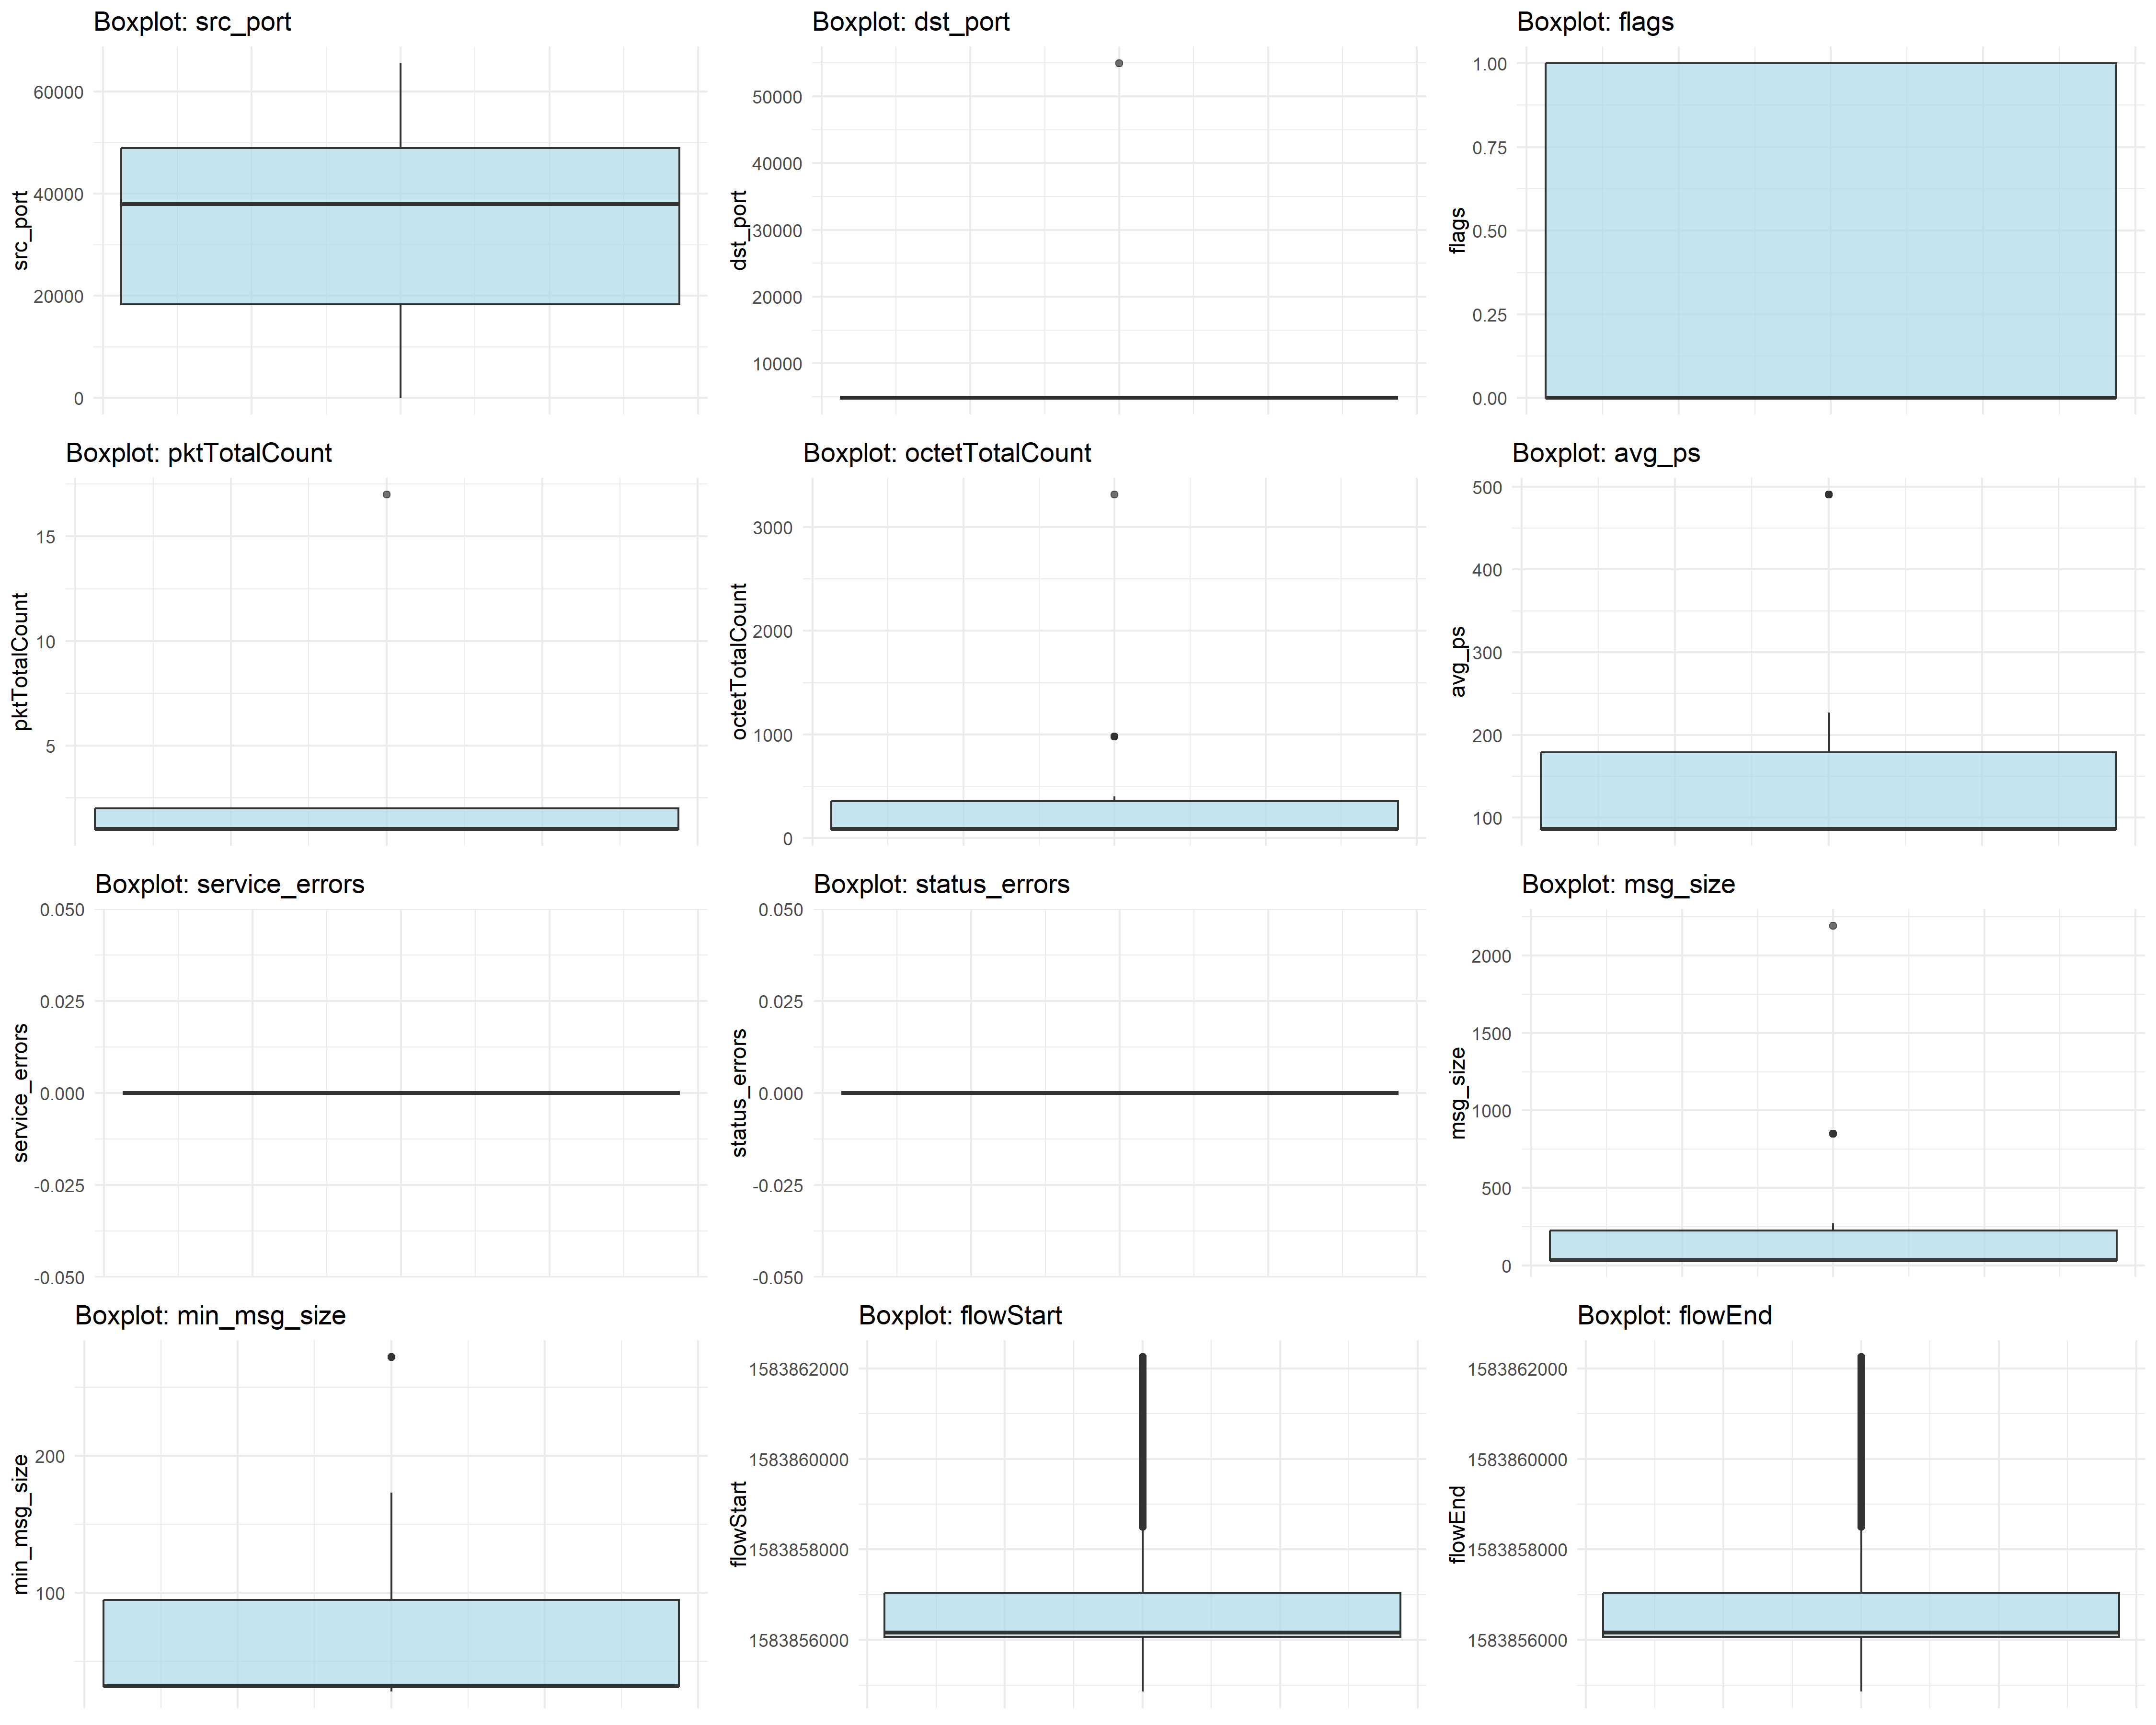 Boxplot: src_port
src_port
60000
40000
20000
0
Boxplot: dst_port
dst_port
50000
40000
30000
20000
10000
Boxplot: flags
flags
1.00
0.75
0.50
0.25
0.00
Boxplot: pktTotalCount
pktTotalCount
15
10
5
Boxplot: octetTotalCount
octetTotalCount
3000
2000
1000
0
Boxplot: avg_ps
avg_ps
500
400
300
200
100
Boxplot: service_errors
service_errors
0.050
0.025
0.000
-0.025
-0.050
Boxplot: status_errors
status_errors
0.050
0.025
0.000
-0.025
-0.050
Boxplot: msg_size
msg_size
2000
1500
1000
500
0
Boxplot: min_msg_size
min_msg_size
200
100
Boxplot: flowStart
flowStart
1583862000
1583860000
1583858000
1583856000
Boxplot: flowEnd
flowEnd
1583862000
1583860000
1583858000
1583856000